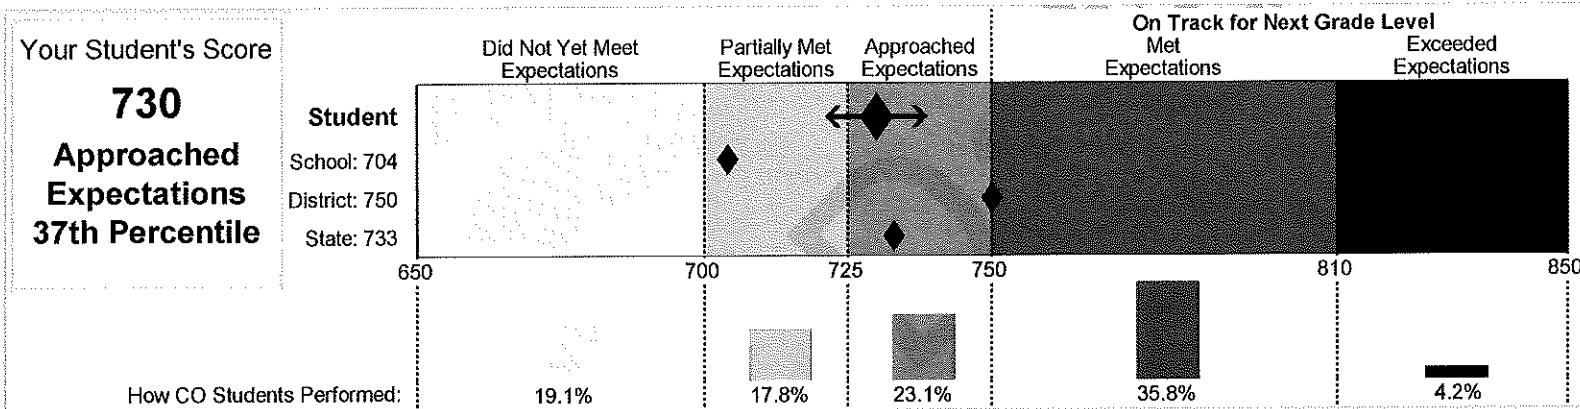 Your Student's Score
730
Approached
Expectations
37th Percentile
On Track for Next Grade Level
Did Not Yet Meet
Expectations
Partially Met
Expectations
Approached
Expectations
Met
Expectations
Exceeded
Expectations
Student
School: 704
District: 750
State: 733
650
700
725
750
810
850
How CO Students Performed:
19.1%
17.8%
23.1%
35.8%
4.2%